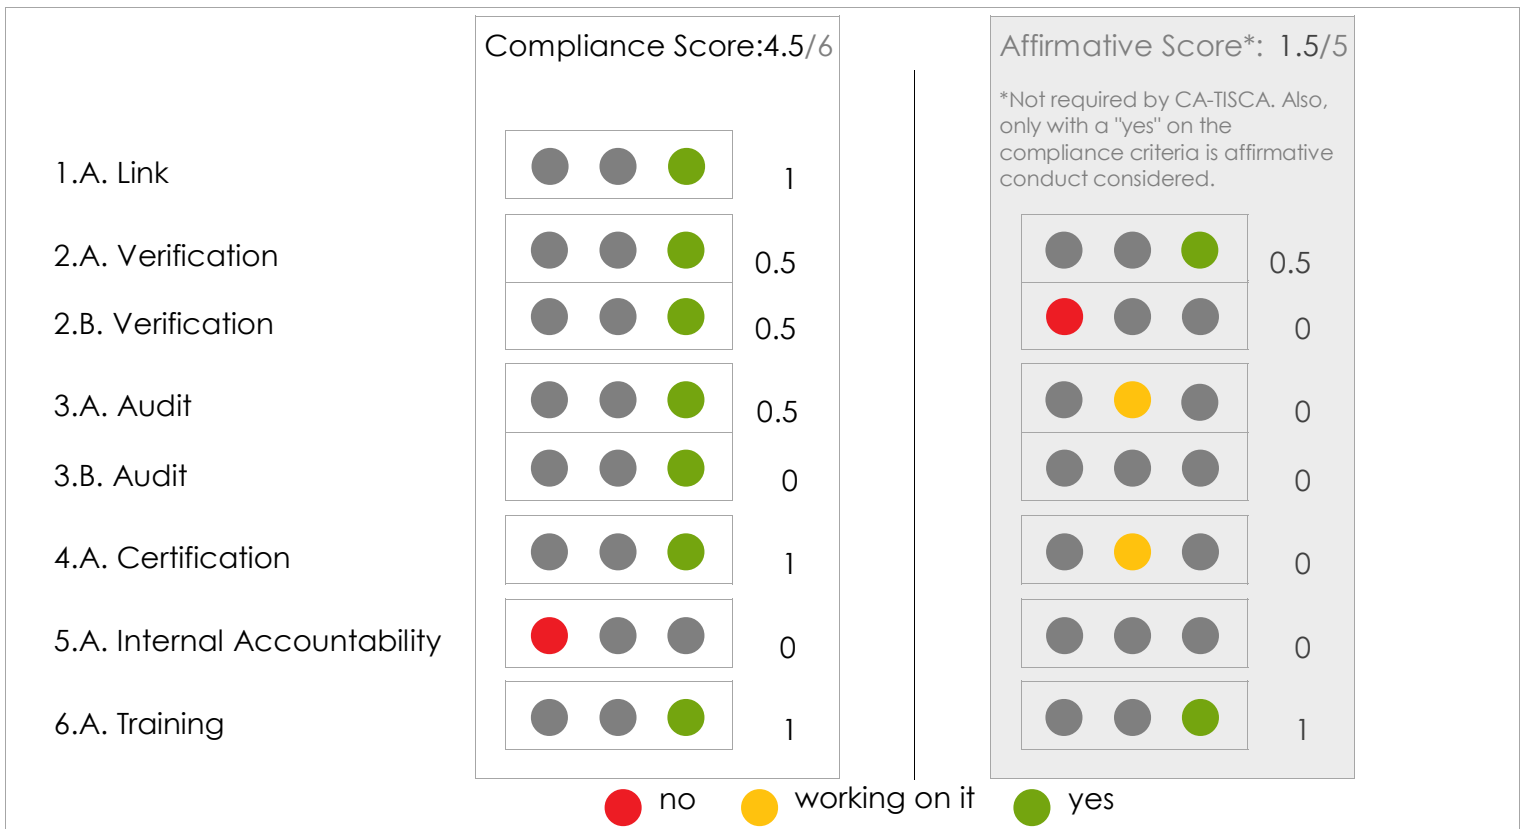 Compliance Score:4.5/6
Affirmative Score*: 1.5/5
*Not required by CA-TISCA. Also,
only with a "yes" on the
compliance criteria is affirmative
conduct considered.
1.A. Link 1
2.A. Verification 0.5 0.5
2.B. Verification 0.5 0
3.A. Audit 0.5 0
3.B. Audit 0 0
4.A. Certification 1 0
5.A. Internal Accountability 0 0
6.A. Training 1 1
no working on it yes